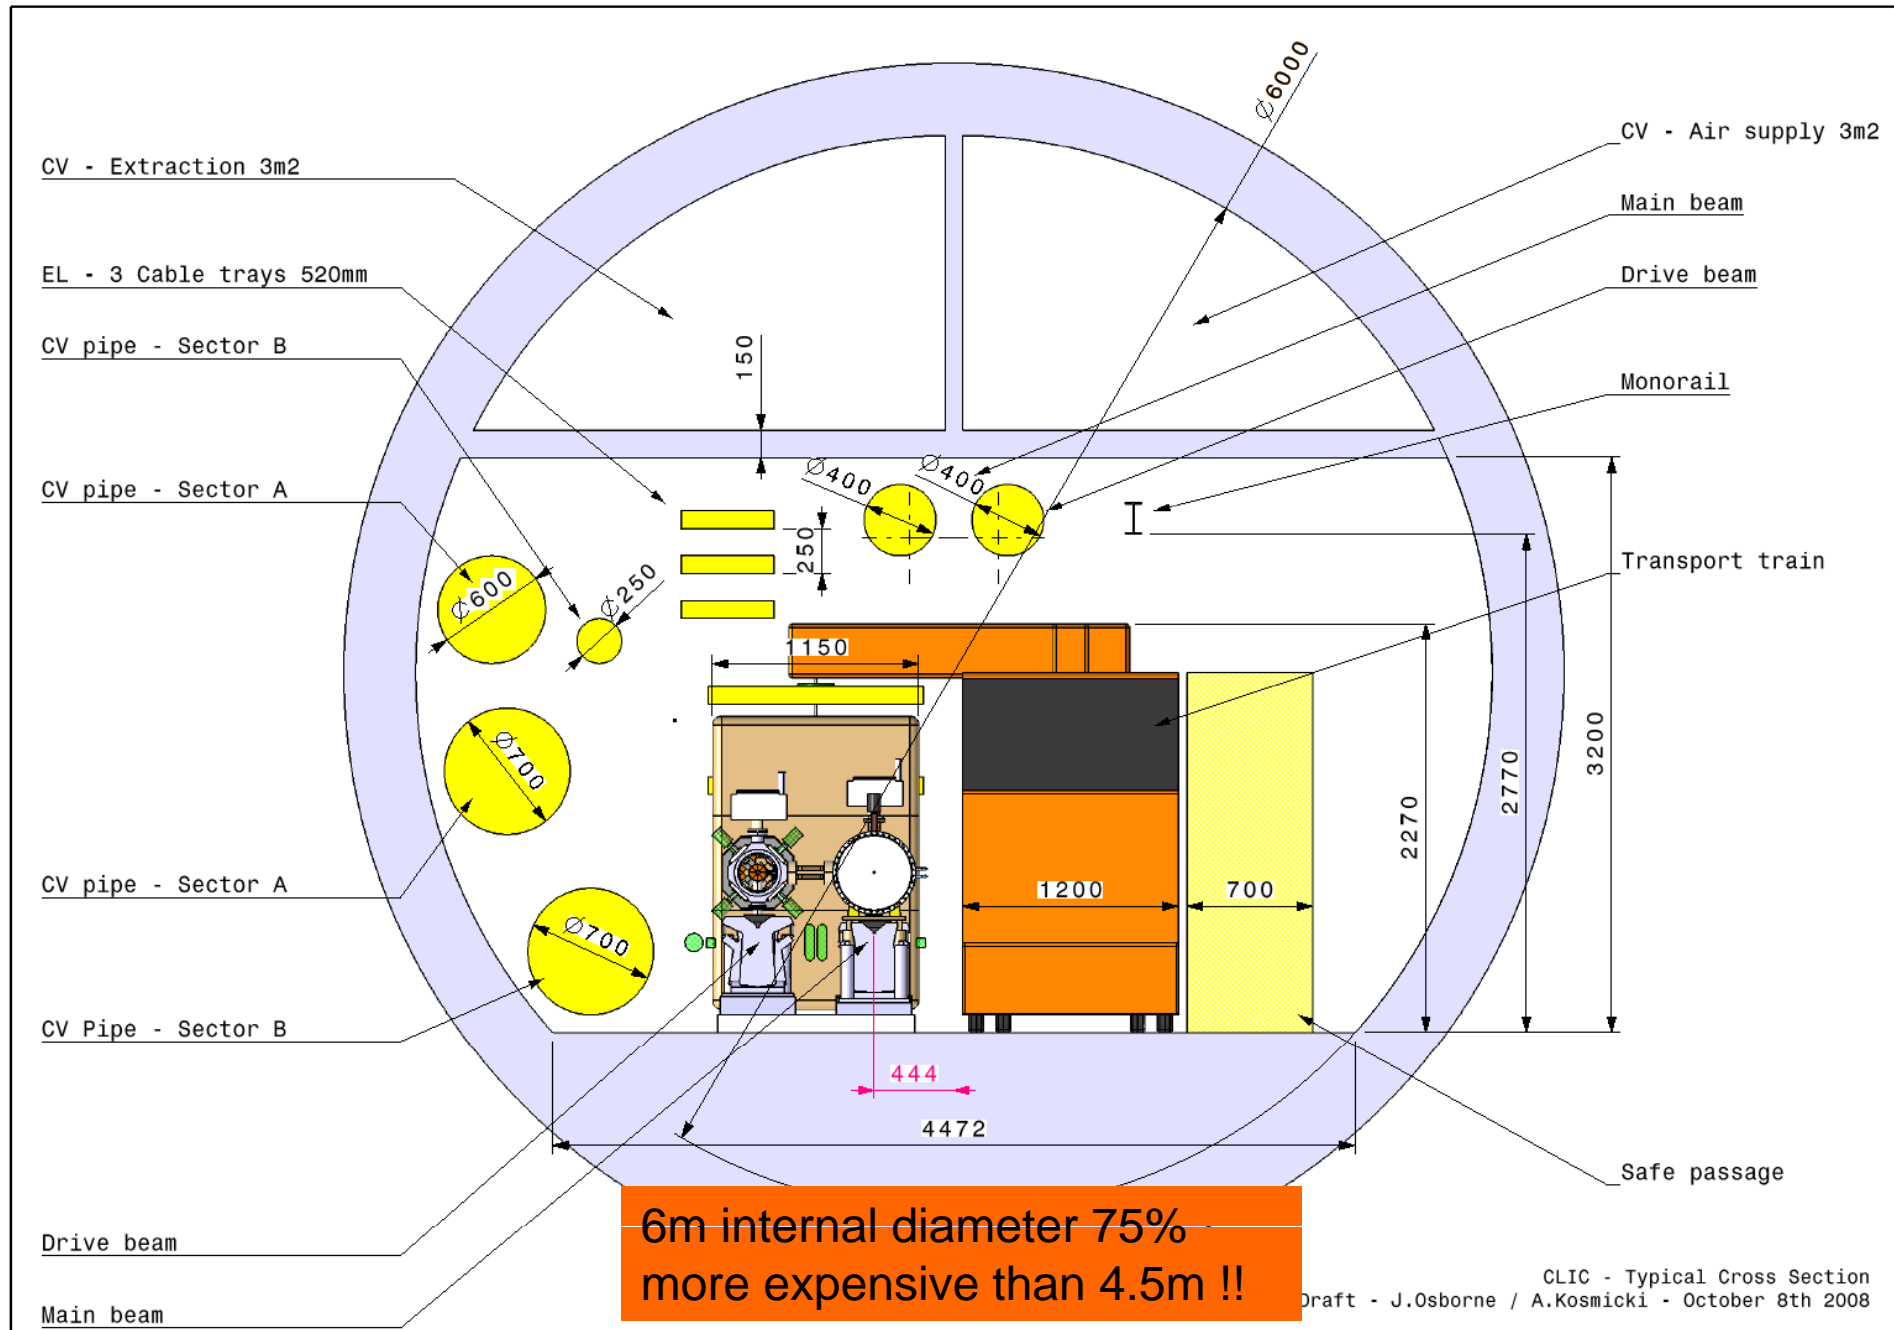 Ø6000
CV - Air supply 3m2
CV - Extraction 3m2
Main beam
EL - 3 Cable trays 520mm
Drive beam
CV pipe - Sector B
150
Monorail
CV pipe - Sector A
Ø400
Ø400
250
Transport train
Ø600
Ø250
1150
Ø700
2270
2770
3200
CV pipe - Sector A
1200
700
Ø700
CV Pipe - Sector B
444
4472
Safe passage
Drive beam
Main beam
6m internal diameter 75%
more expensive than 4.5m !!
CLIC - Typical Cross Section
Draft - J.Osborne / A.Kosmicki - October 8th 2008